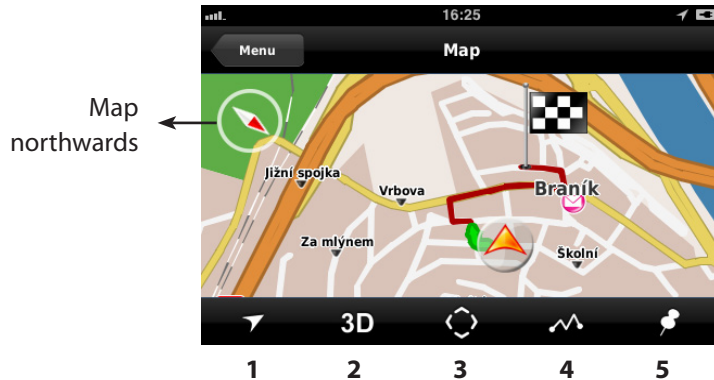 16:25
Menu
Map
Map
northwards
Jižní spojka
Vrbova
Braník
Za mlýnem
Školní
3D
1 2 3 4 5